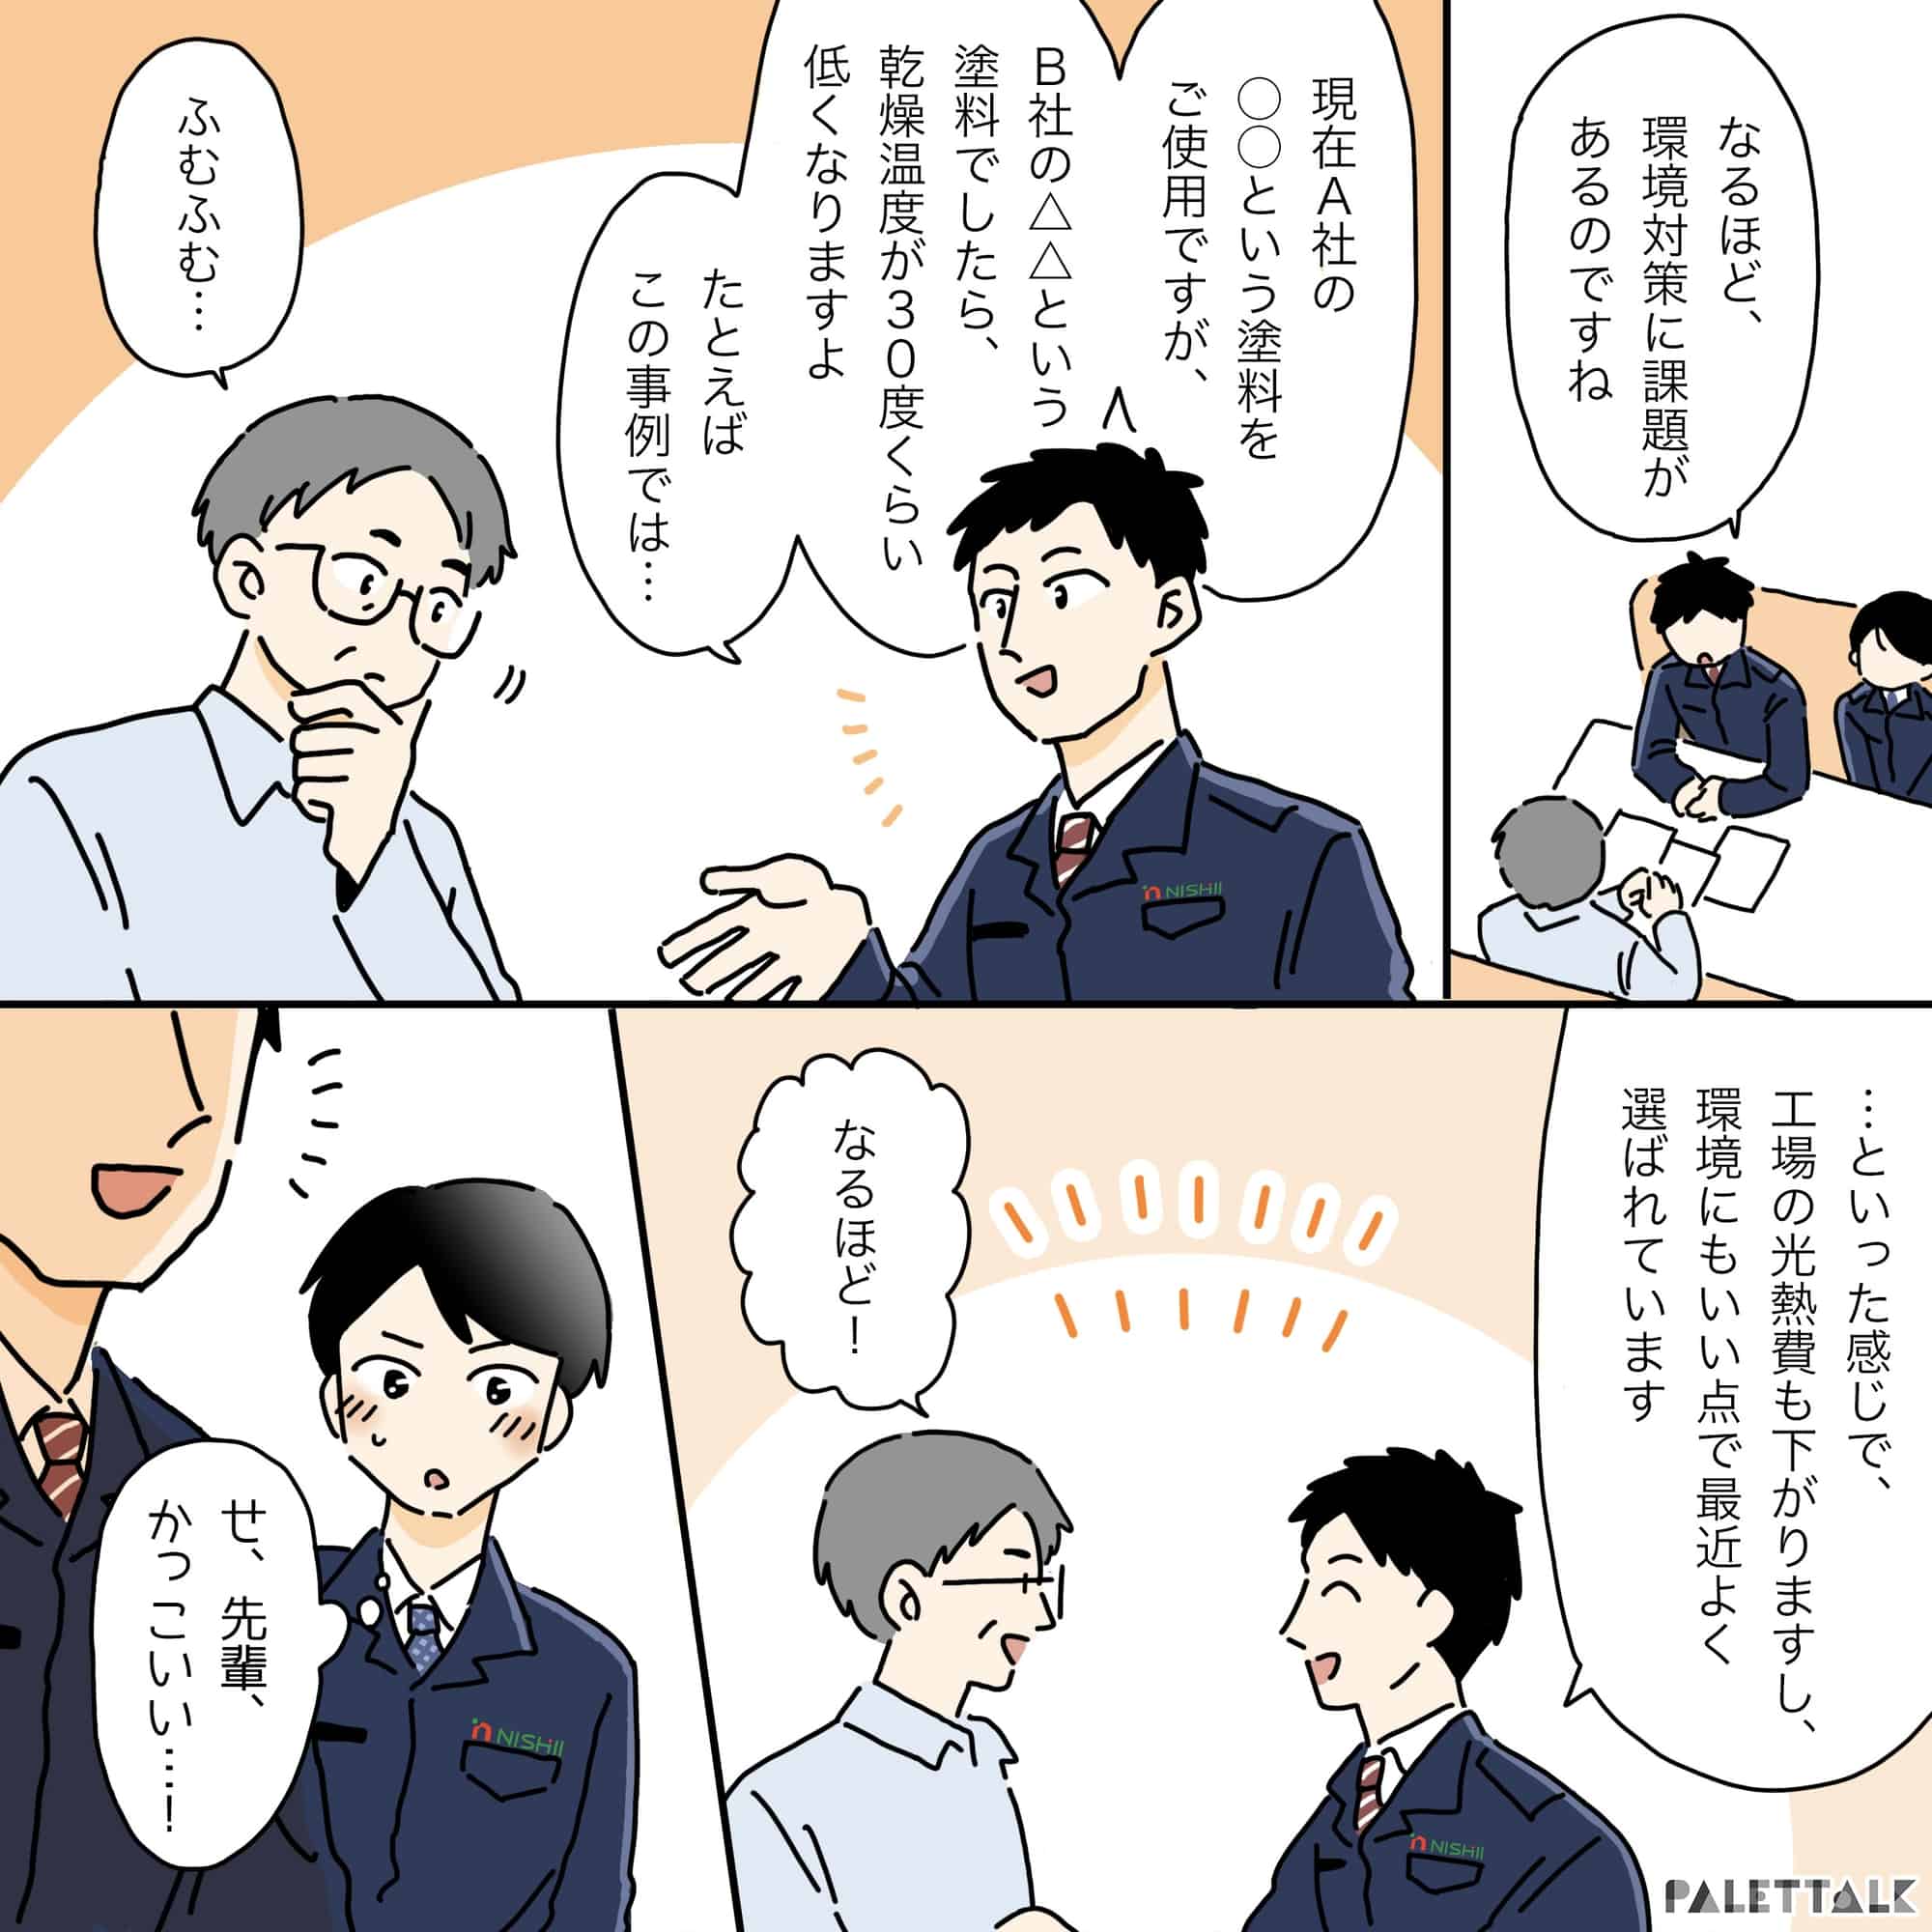 なるほど、
環境対策に課題が
あるのですね
現在A社の
○○という塗料を
ご使用ですが、
B社の△△という
塗料でしたら、
乾燥温度が30度くらい
低くなりますよ
たとえば
この事例では…
ふむふむ…
NISHII
…といった感じで、
工場の光熱費も下がりますし、
環境にもいい点で最近よく
選ばれています
なるほど！
NISHII
せ、先輩、
かっこいい……！
NISHII
PALETTALK